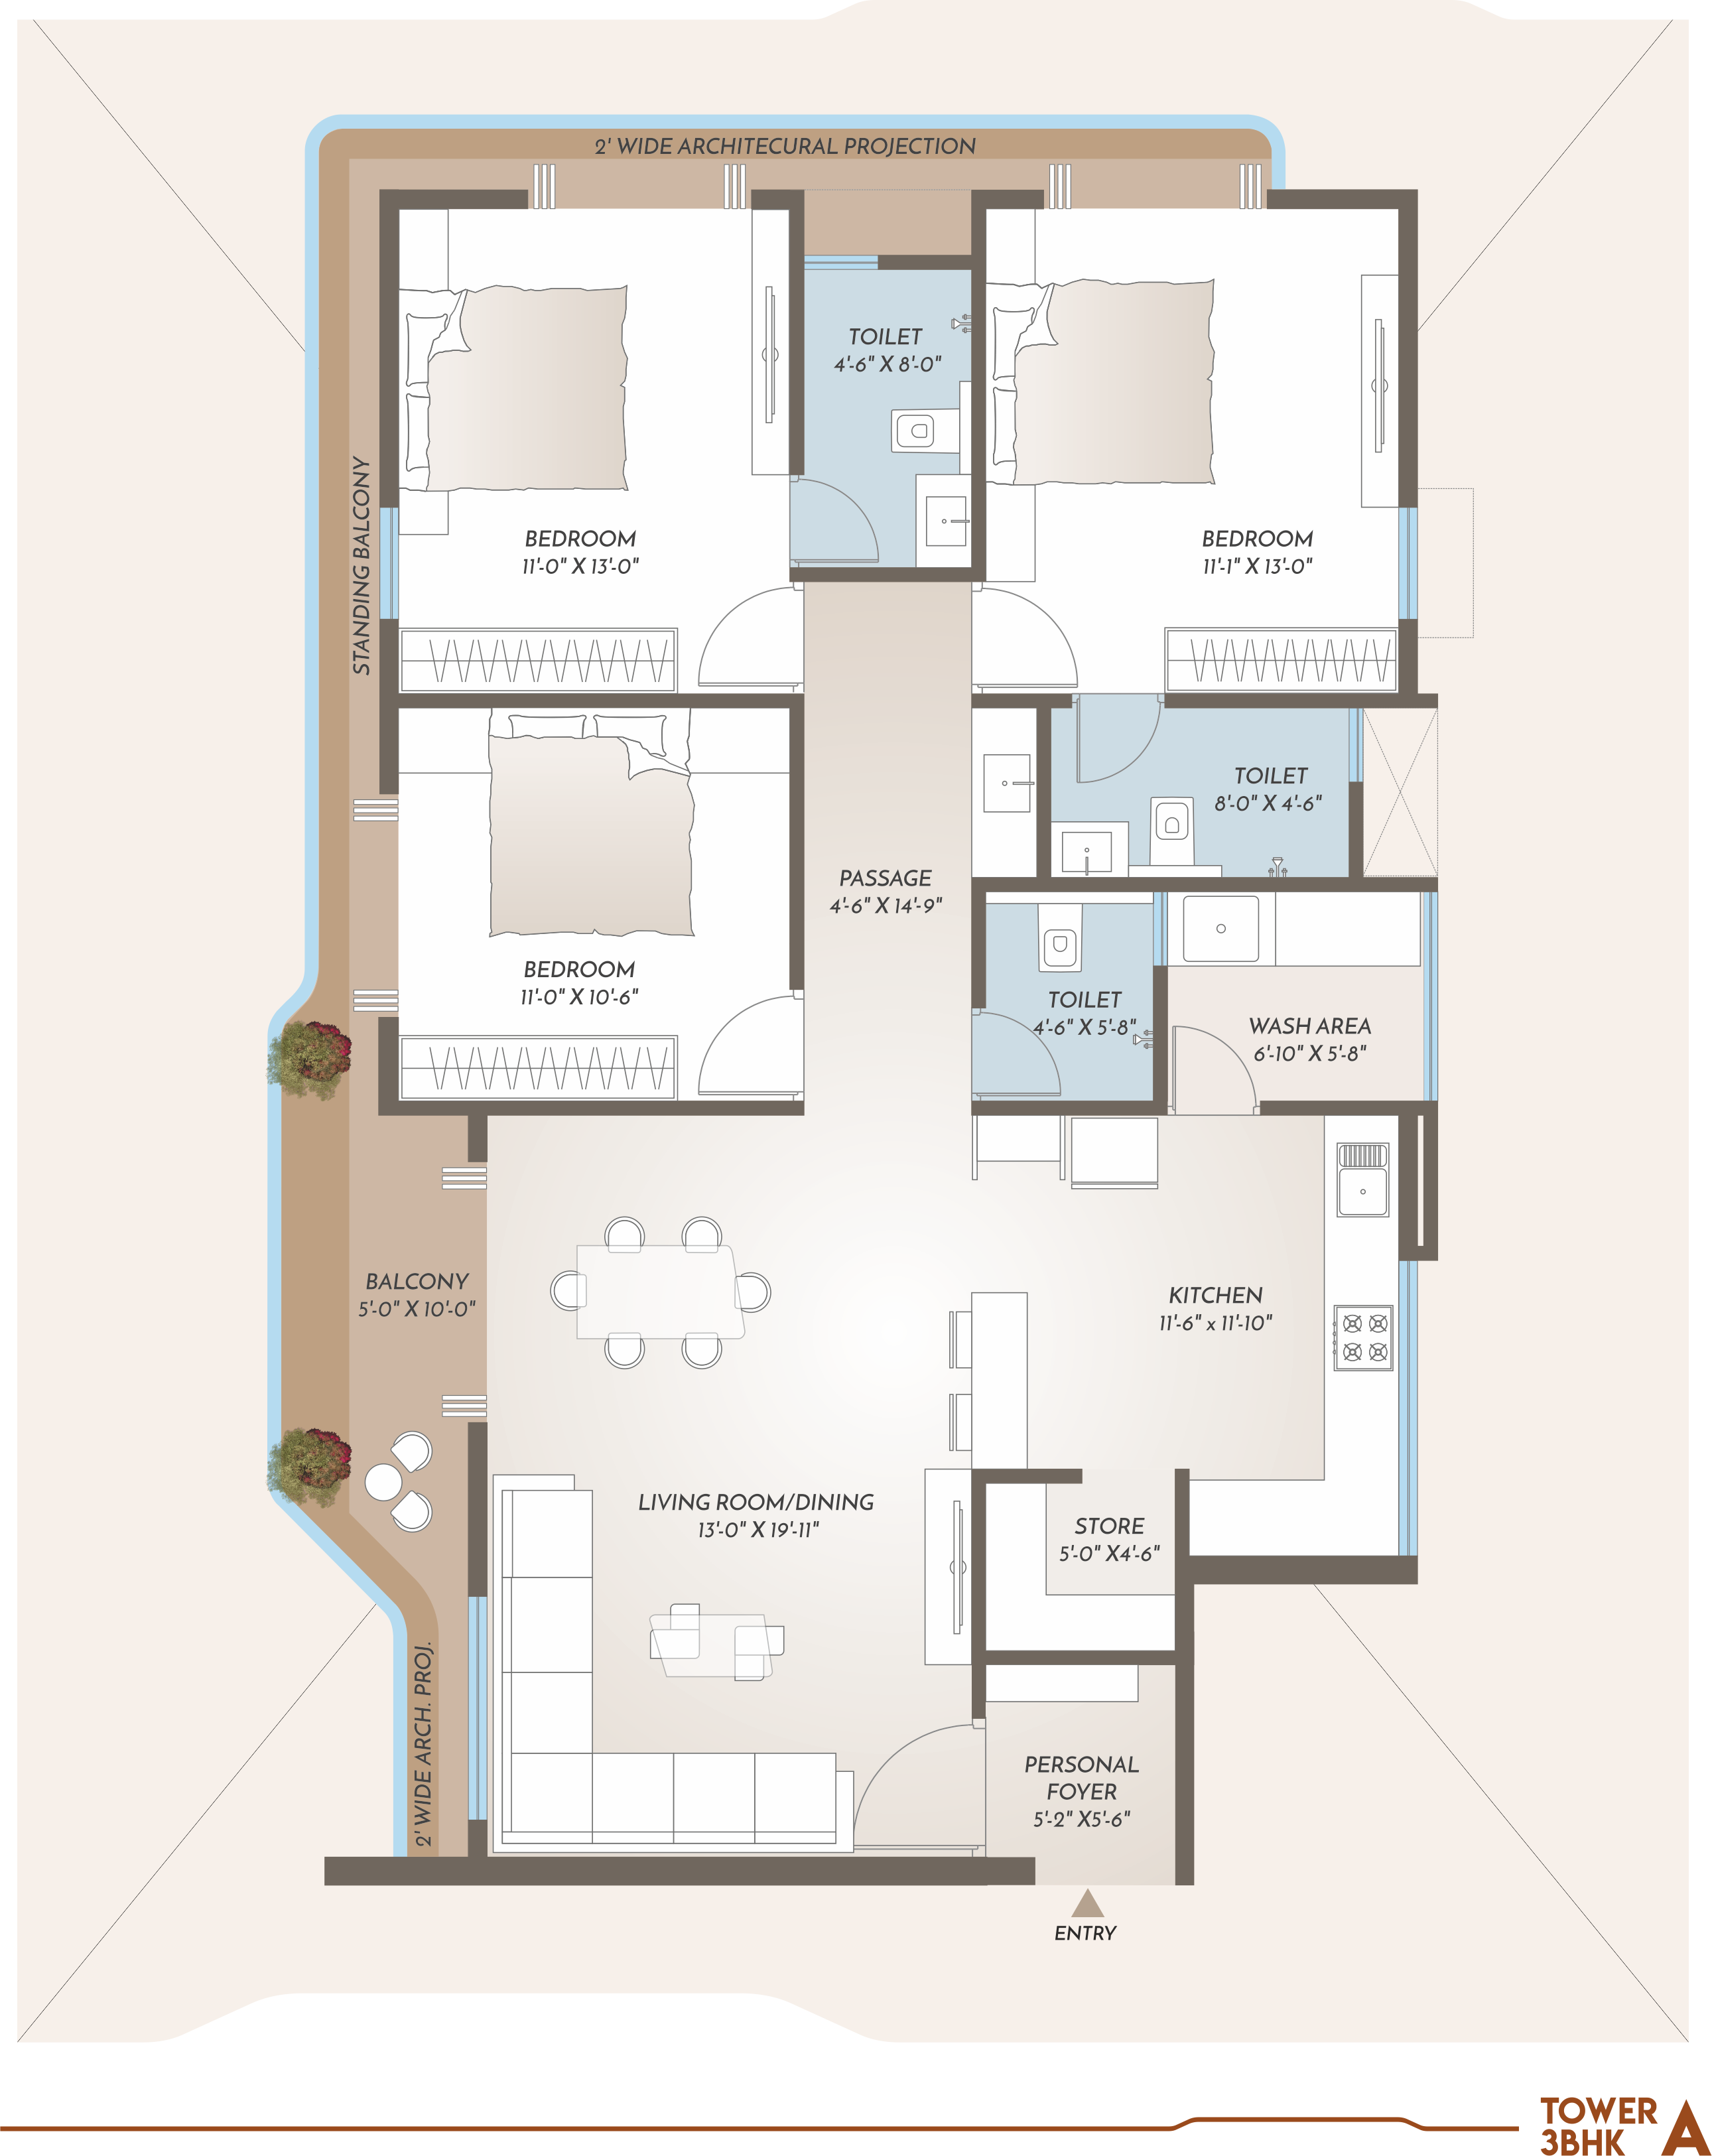 2' WIDE ARCHITECURAL PROJECTION
TOILET
4'-6" X 8'-0"
STANDING BALCONY
BEDROOM
11'-0" X 13'-0"
BEDROOM
11'-1" X 13'-0"
TOILET
8'-0" X 4'-6"
PASSAGE
4'-6" X 14'-9"
BEDROOM
11'-0" X 10'-6"
TOILET
4'-6" X 5'-8"
WASH AREA
6'-10" X 5'-8"
BALCONY
5'-0" X 10'-0"
KITCHEN
11'-6" x 11'-10"
LIVING ROOM/DINING
13'-0" X 19'-11"
STORE
5'-0" X4'-6"
2' WIDE ARCH. PROJ.
PERSONAL
FOYER
5'-2" X5'-6"
ENTRY
TOWER A
3BHK